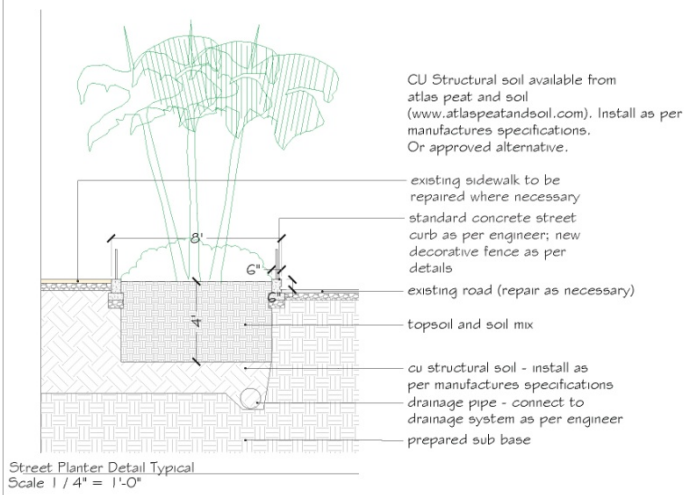 CU Structural soil available from
atlas peat and soil
(www.atlaspeatandsoil.com). Install as per
manufactures specifications.
Or approved alternative.
existing sidewalk to be
repaired where necessary
standard concrete street
curb as per engineer; new
decorative fence as per
details
8'
6"
6"
existing road (repair as necessary)
4'
topsoil and soil mix
cu structural soil - install as
per manufactures specifications
drainage pipe - connect to
drainage system as per engineer
prepared sub base
Street Planter Detail Typical
Scale 1 / 4" = 1'-0"